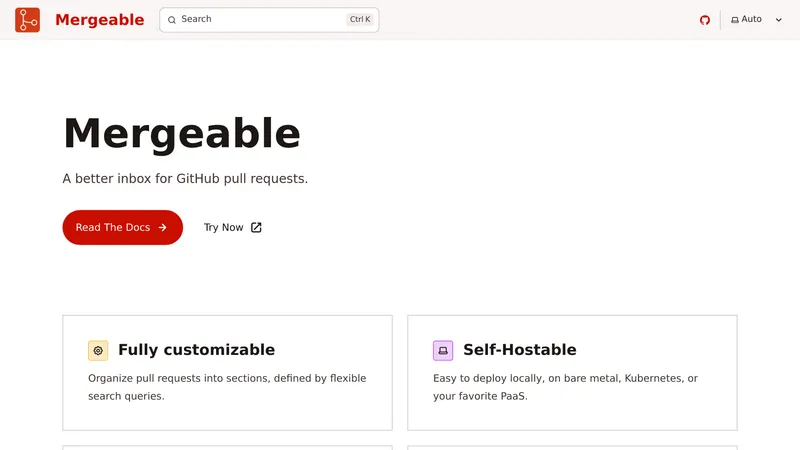 Mergeable
Search
Ctrl K
Auto
Mergeable
A better inbox for GitHub pull requests.
Read The Docs
Try Now
Fully customizable
Organize pull requests into sections, defined by flexible
search queries.
Self-Hostable
Easy to deploy locally, on bare metal, Kubernetes, or
your favorite PaaS.